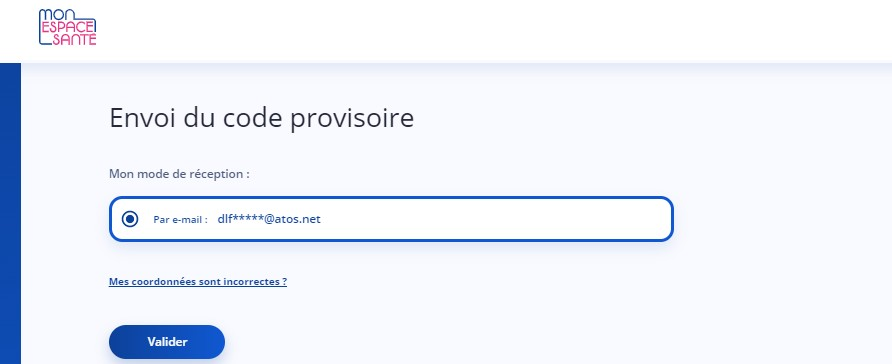 mon
ESPACE
SANTÉ
Envoi du code provisoire
Mon mode de réception :
Par e-mail : dlf*****@atos.net
Mes coordonnées sont incorrectes ?
Valider